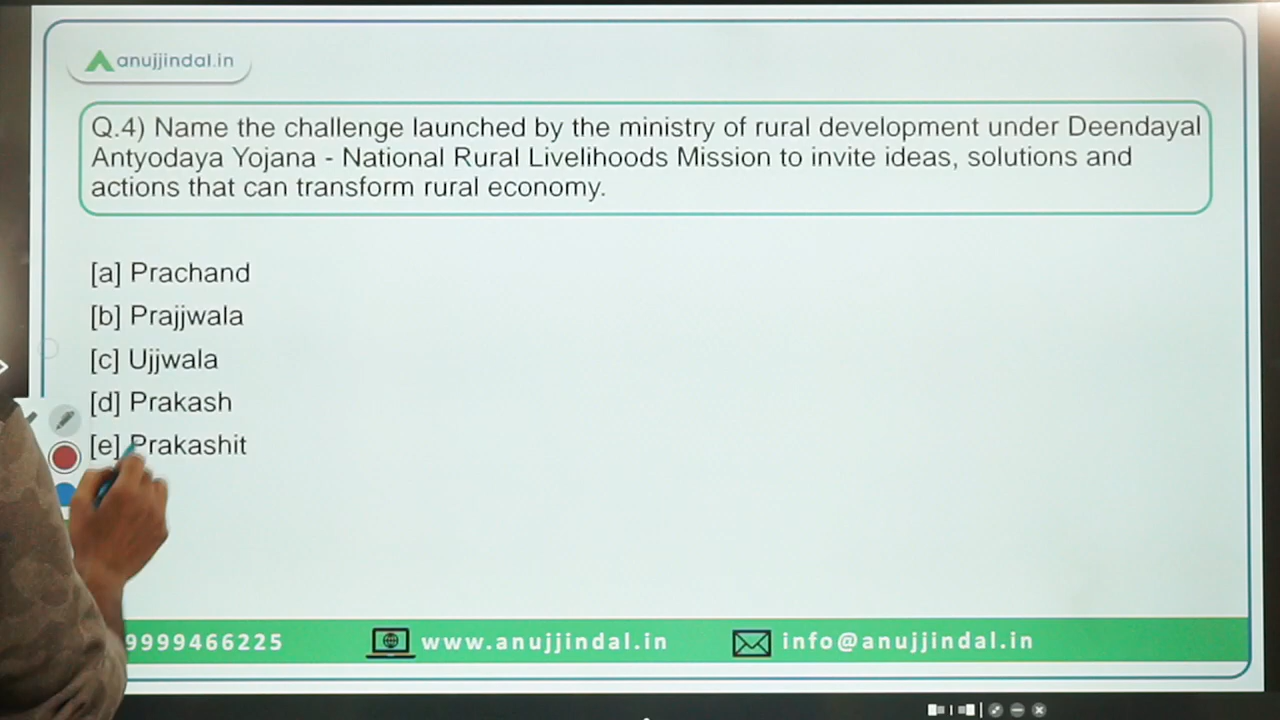 anujjindal.in
Q.4) Name the challenge launched by the ministry of rural development under Deendayal
Antyodaya Yojana - National Rural Livelihoods Mission to invite ideas, solutions and
actions that can transform rural economy.
[a] Prachand
[b] Prajjwala
[c] Ujjwala
[d] Prakash
[e] Prakashit
9999466225 www.anujjindal.in info@anujjindal.in